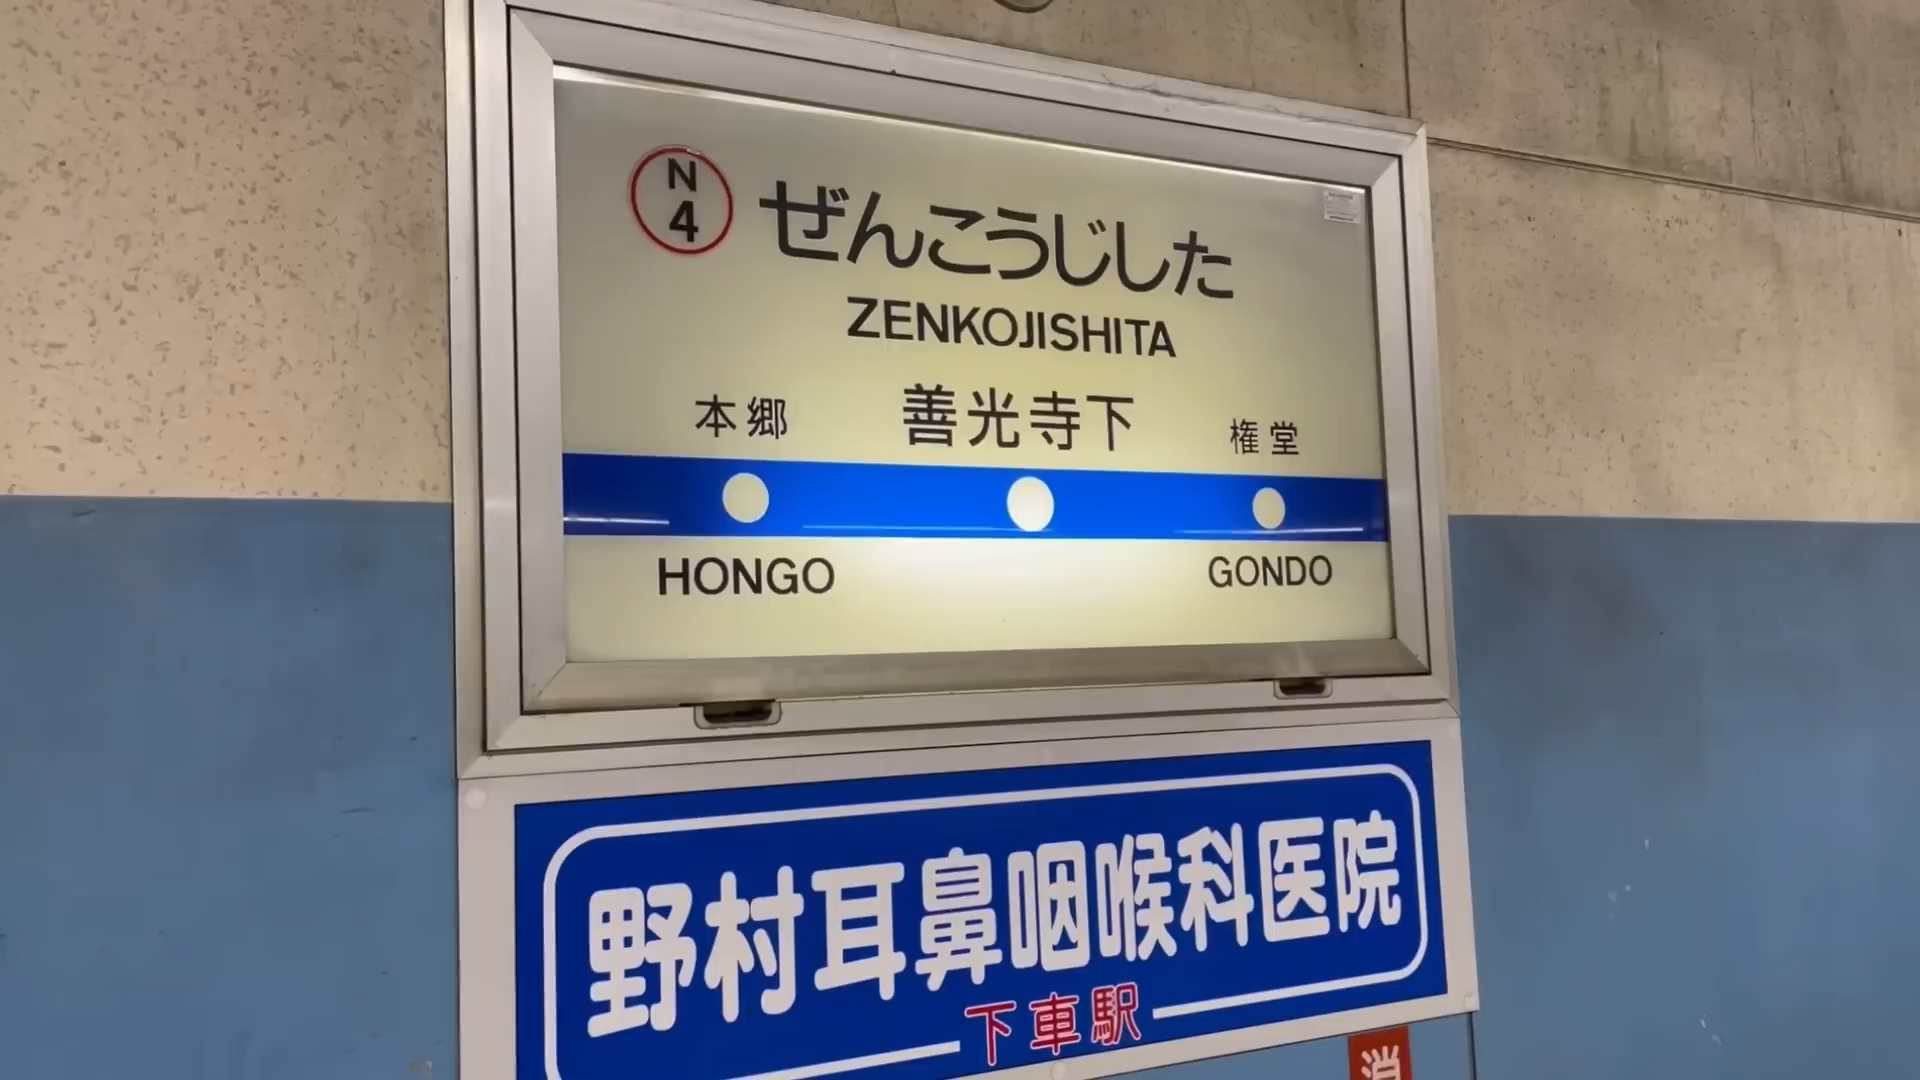 N
4
ぜんこうじした
ZENKOJISHITA
本郷 善光寺下 権堂
HONGO GONDO
野村耳鼻咽喉科医院
下車駅
消